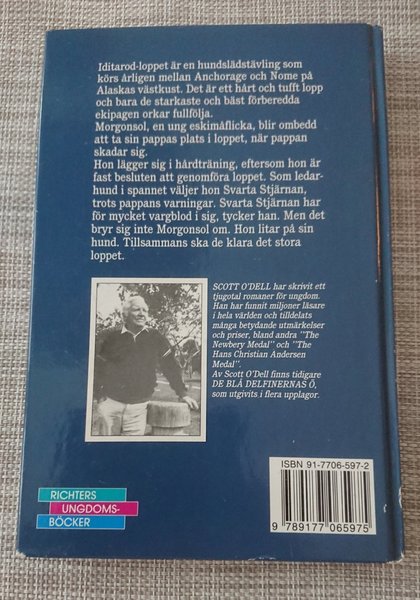 Iditarod-loppet är en hundslädstävling som
körs årligen mellan Anchorage och Nome på
Alaskas västkust. Det är ett hårt och tufft lopp
och bara de starkaste och bäst förberedda
ekipagen orkar fullfölja.
Morgonsol, en ung eskimåflicka, blir ombedd
att ta sin pappas plats i loppet, när pappan
skadar sig.
Hon lägger sig i hårdträning, eftersom hon är
fast besluten att genomföra loppet. Som ledar-
hund i spannet väljer hon Svarta Stjärnan,
trots pappans varningar. Svarta Stjärnan har
för mycket vargblod i sig, tycker han. Men det
bryr sig inte Morgonsol om. Hon litar på sin
hund. Tillsammans ska de klara det stora
loppet.
SCOTT O'DELL har skrivit ett
tjugotal romaner för ungdom.
Han har funnit miljoner läsare
i hela världen och tilldelats
många betydande utmärkelser
och priser, bland andra "The
Newbery Medal" och "The
Hans Christian Andersen
Medal".
Av Scott O'Dell finns tidigare
DE BLÅ DELFINERNAS Ö,
som utgivits i flera upplagor.
RICHTERS
UNGDOMS-
BÖCKER
ISBN 91-7706-597-2
9 789177 065975